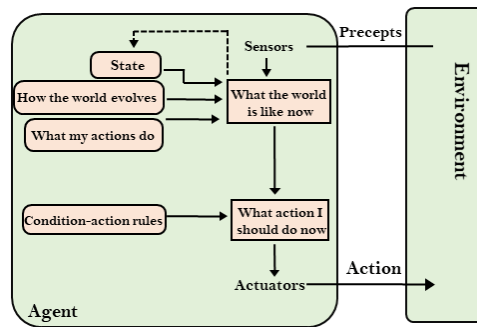 Sensors
Precepts
State
How the world evolves
What the world
is like now
What my actions do
Environment
Condition-action rules
What action I
should do now
Actuators
Action
Agent